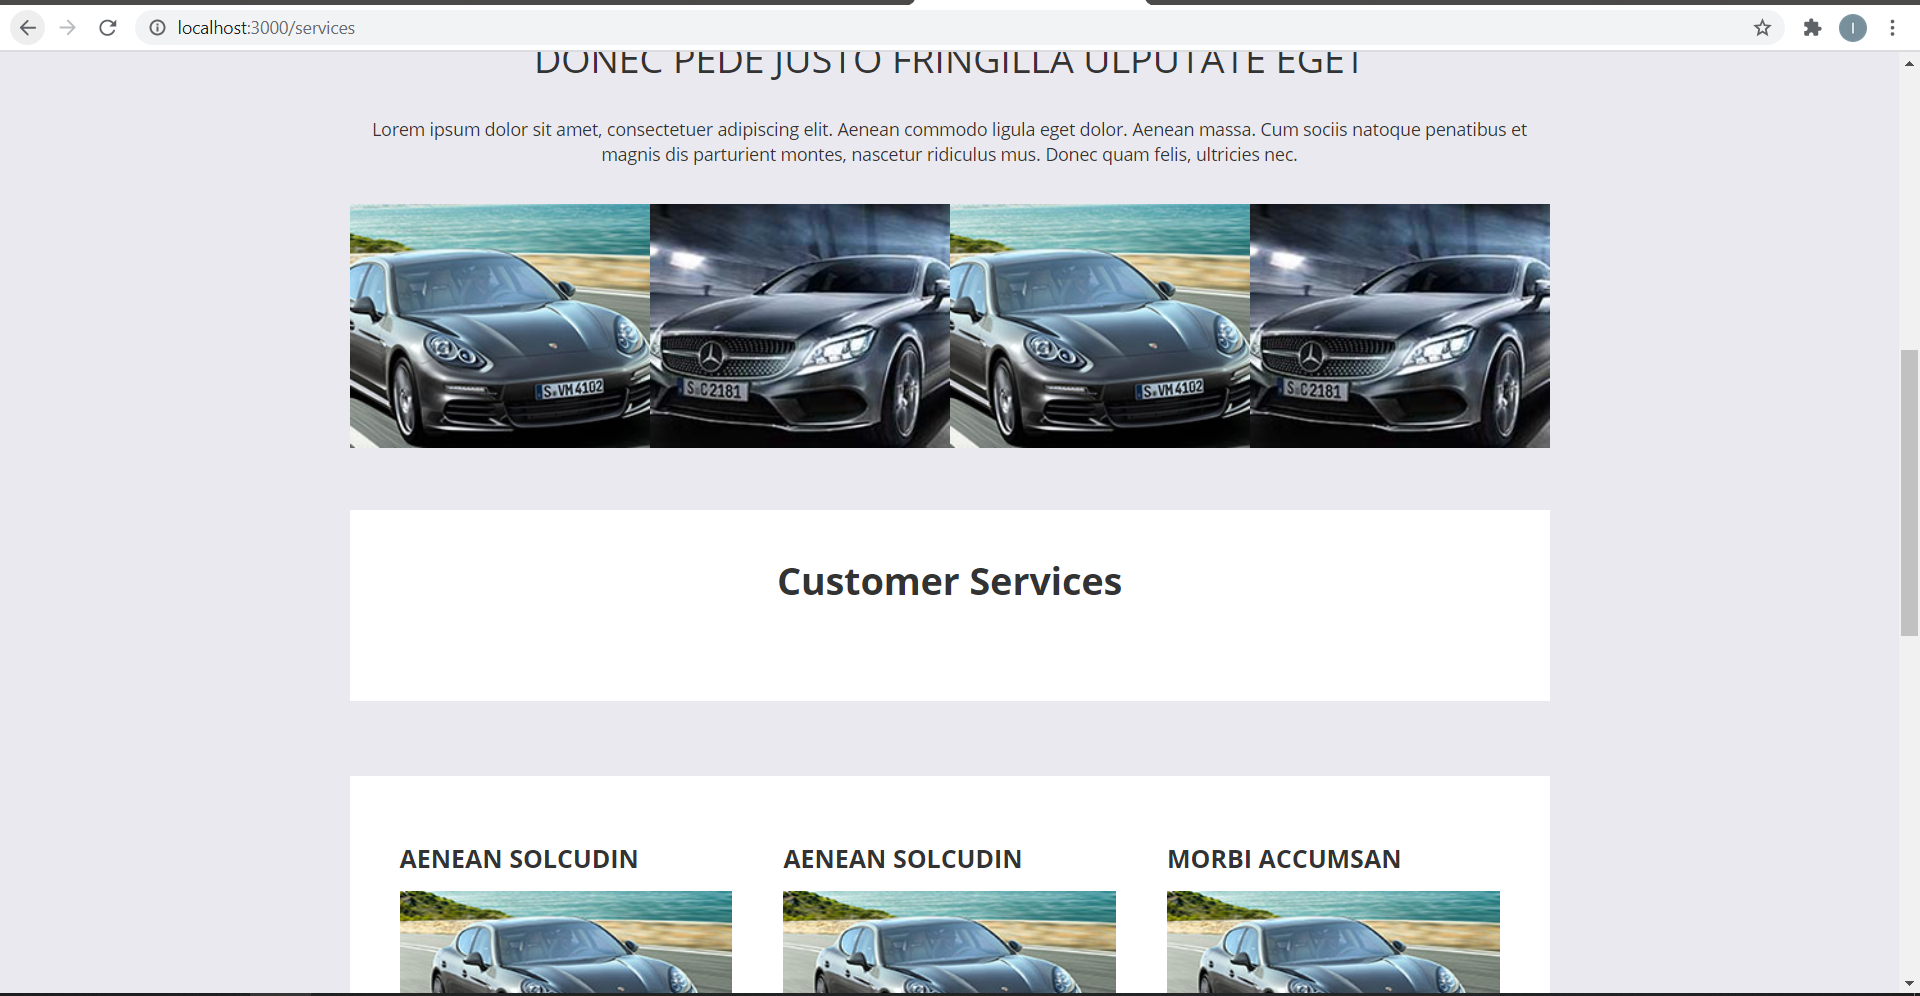 localhost:3000/services
I
DONEC PEDE JUSTO FRINGILLA ULPUTATE EGET
Lorem ipsum dolor sit amet, consectetuer adipiscing elit. Aenean commodo ligula eget dolor. Aenean massa. Cum sociis natoque penatibus et
magnis dis parturient montes, nascetur ridiculus mus. Donec quam felis, ultricies nec.
S VM 4102
S C 2181
S VM 4102
S C 2181
Customer Services
AENEAN SOLCUDIN
AENEAN SOLCUDIN
MORBI ACCUMSAN